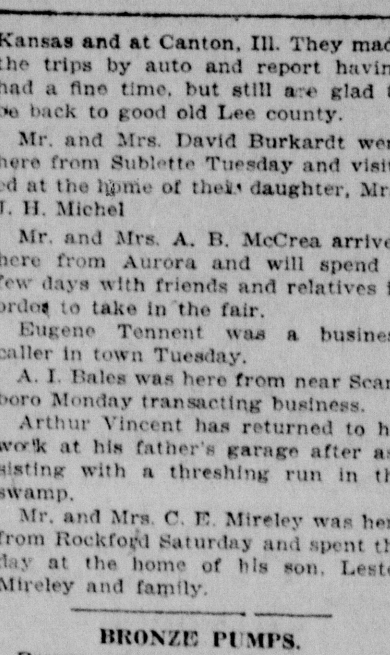 Kansas and at Canton, Ill. They mad
the trips by auto and report havin
had a fine time, but still are glad t
be back to good old Lee county.
Mr. and Mrs. David Burkardt wer
here from Sublette Tuesday and visit
ed at the home of their daughter, Mr
J. H. Michel
Mr. and Mrs. A. B. McCrea arrive
here from Aurora and will spend
few days with friends and relatives i
order to take in the fair.
Eugene Tennent was a busines
caller in town Tuesday.
A. I. Bales was here from near Scar
boro Monday transacting business.
Arthur Vincent has returned to h
work at his father's garage after as
sisting with a threshing run in th
swamp.
Mr. and Mrs. C. E. Mireley was her
from Rockford Saturday and spent th
day at the home of his son, Leste
Mireley and family.
BRONZE PUMPS.